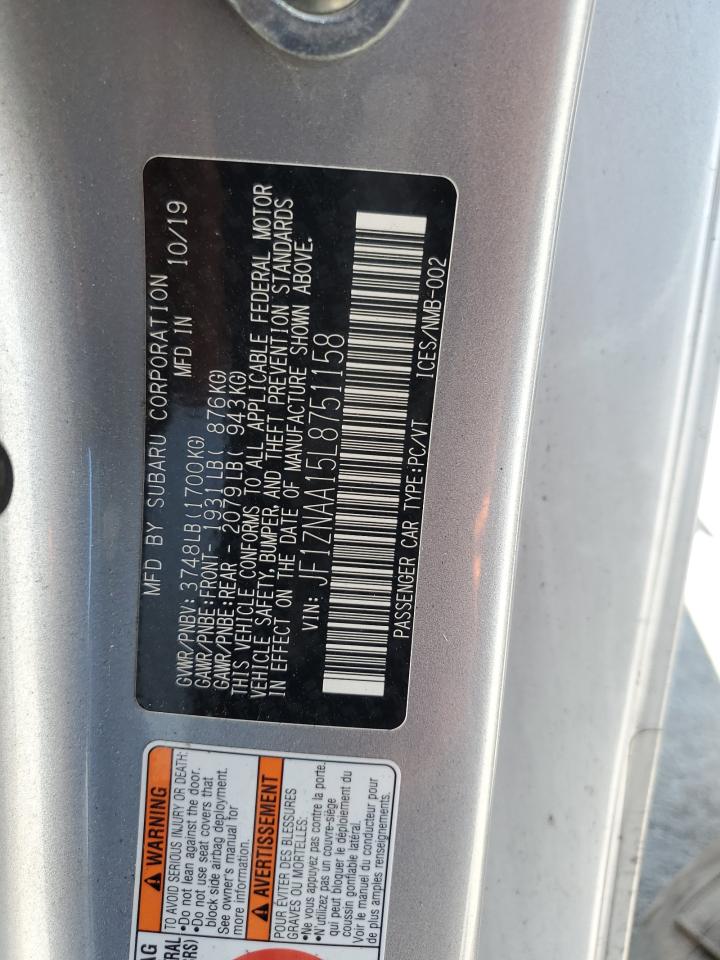 MFD BY SUBARU CORPORATION
MFD IN 10/19
GVWR/PNBV: 3748LB(1700KG)
GAWR/PNBE:FRONT- 1931LB( 876KG)
GAWR/PNBE:REAR - 2079LB( 943KG)
THIS VEHICLE CONFORMS TO ALL APPLICABLE FEDERAL MOTOR
VEHICLE SAFETY, BUMPER, AND THEFT PREVENTION STANDARDS
IN EFFECT ON THE DATE OF MANUFACTURE SHOWN ABOVE.
VIN: JF1ZNAA15L8751158
PASSENGER CAR TYPE:PC/VT ICES/NMB-002
WARNING
TO AVOID SERIOUS INJURY OR DEATH:
•Do not lean against the door.
•Do not use seat covers that
block side airbag deployment.
See owner's manual for
more information.
AVERTISSEMENT
POUR ÉVITER DES BLESSURES
GRAVES OU MORTELLES:
•Ne vous appuyez pas contre la porte.
•N'utilisez pas un couvre-siège
qui peut bloquer le déploiement du
coussin gonflable latéral.
Voir le manuel du conducteur pour
de plus amples renseignements.